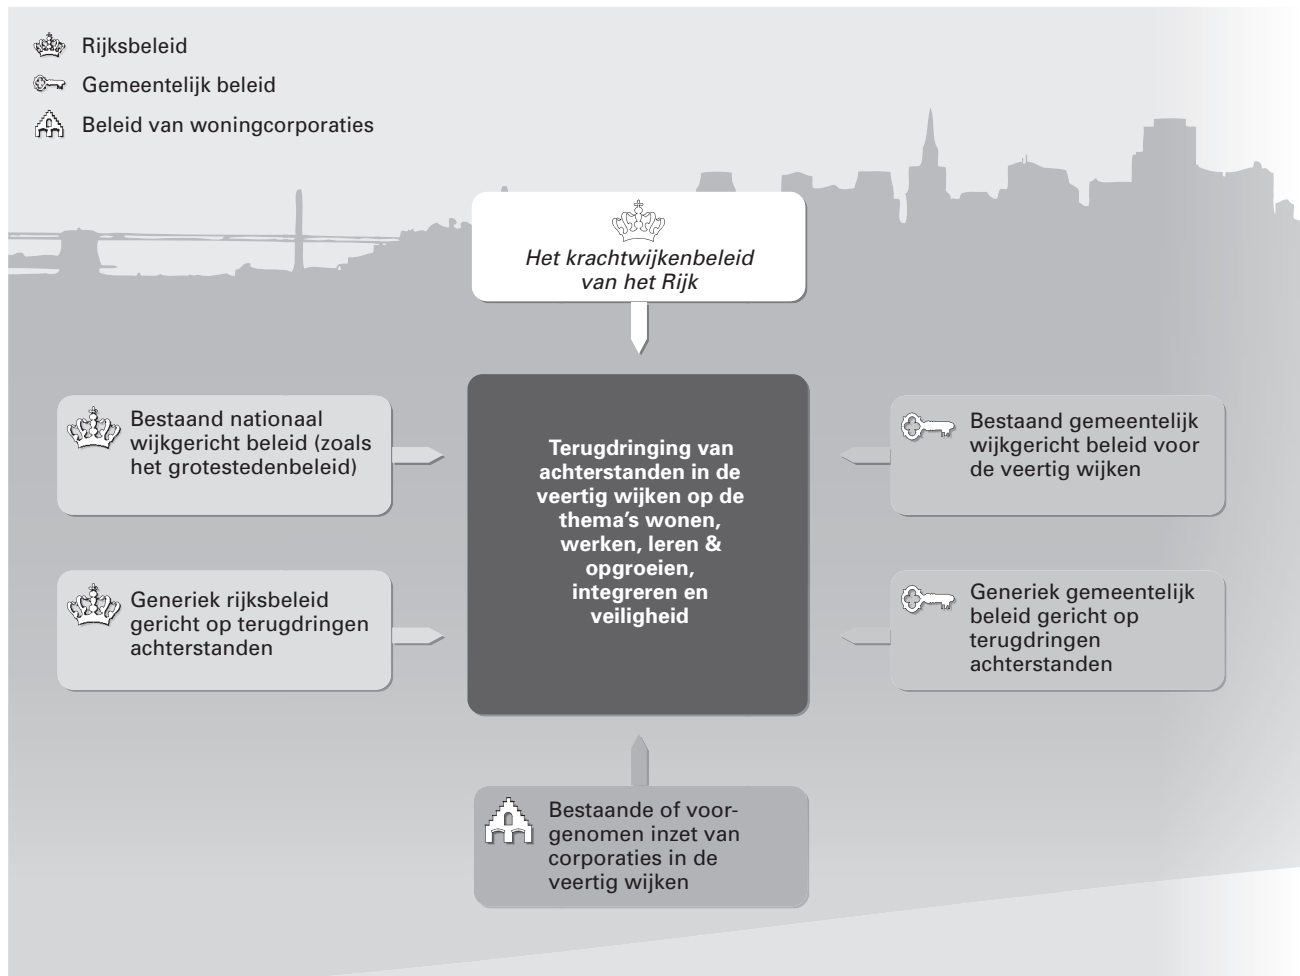 Rijksbeleid
Gemeentelijk beleid
Beleid van woningcorporaties
Het krachtwijkenbeleid
van het Rijk
Bestaand nationaal
wijkgericht beleid (zoals
het grotestedenbeleid)
Terugdringing van
achterstanden in de
veertig wijken op de
thema's wonen,
werken, leren &
opgroeien,
integreren en
veiligheid
Bestaand gemeentelijk
wijkgericht beleid voor
de veertig wijken
Generiek rijksbeleid
gericht op terugdringen
achterstanden
Generiek gemeentelijk
beleid gericht op
terugdringen
achterstanden
Bestaande of voor-
genomen inzet van
corporaties in de
veertig wijken